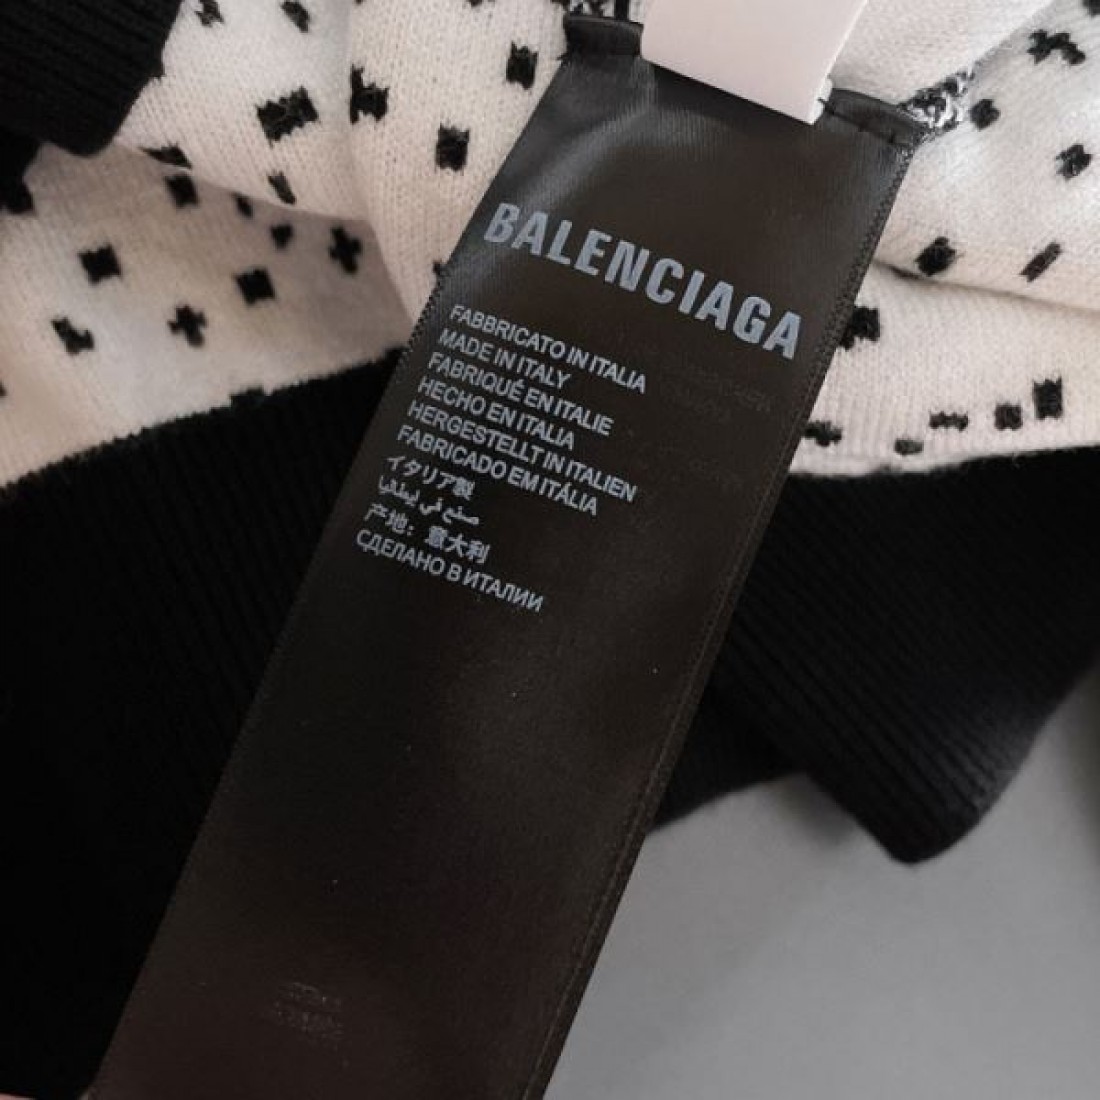 BALENCIAGA
FABBRICATO IN ITALIA
MADE IN ITALY
FABRIQUÉ EN ITALIE
HECHO EN ITALIA
HERGESTELLT IN ITALIEN
FABRICADO EM ITÁLIA
イタリア製
صنع في إيطاليا
产地：意大利
СДЕЛАНО В ИТАЛИИ